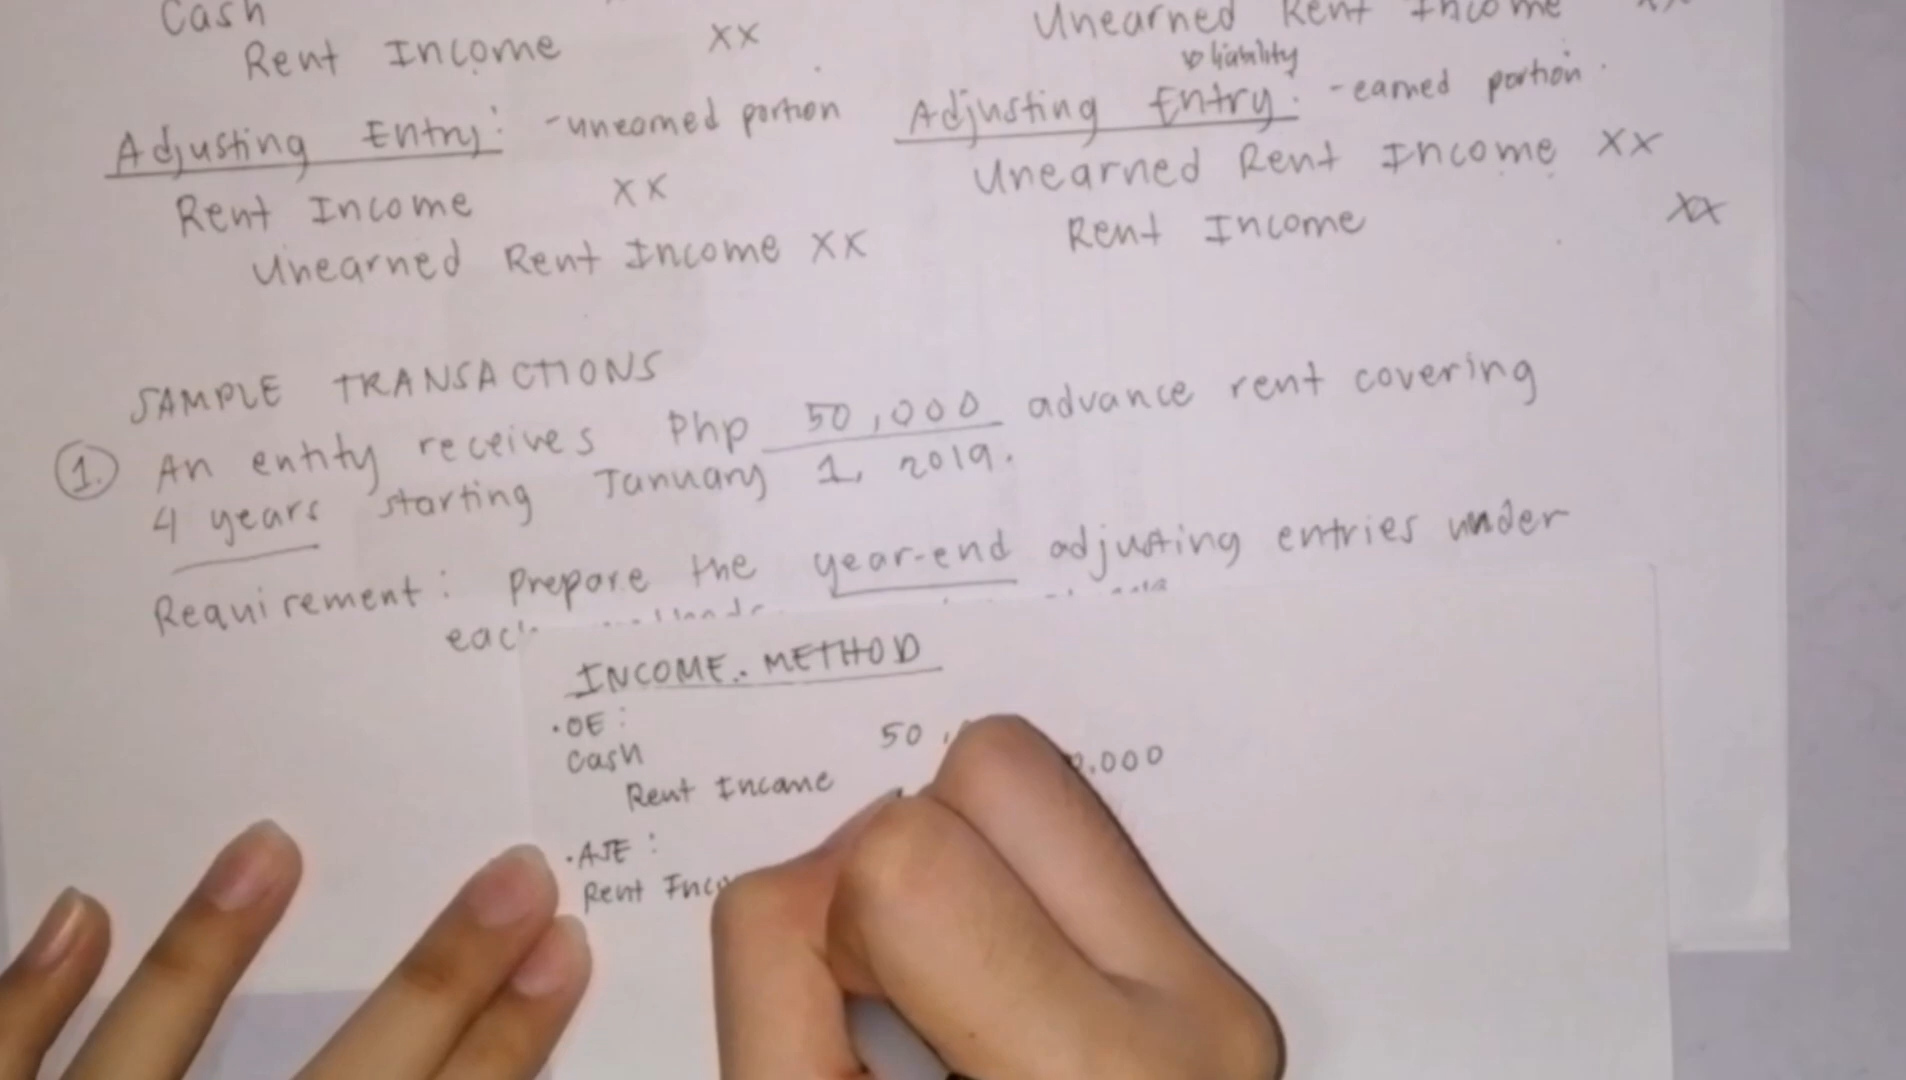 Cash
Rent Income xx
Adjusting Entry: -unearned portion
Rent Income xx
Unearned Rent Income xx
Unearned Rent Income
liability
Adjusting Entry: -earned portion.
Unearned Rent Income xx
Rent Income xx
SAMPLE TRANSACTIONS
1. An entity receives Php 50,000 advance rent covering
4 years starting January 1, 2019.
Requirement: Prepare the year-end adjusting entries under
INCOME METHOD
•OE:
Cash 50,
Rent Income ,000
•AJE:
Rent Inco